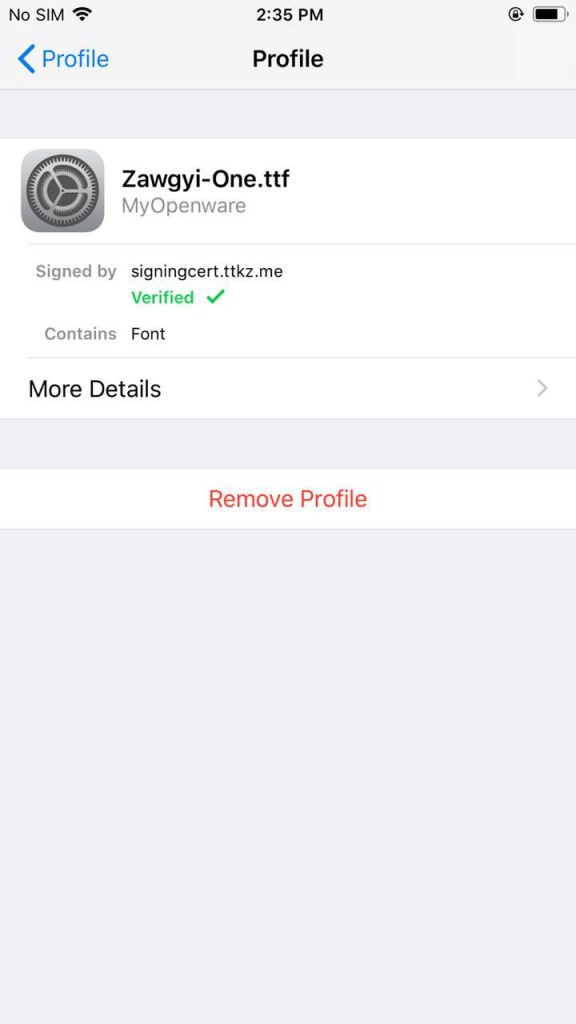 No SIM 2:35 PM
Profile Profile
Zawgyi-One.ttf
MyOpenware
Signed by signingcert.ttkz.me
Verified
Contains Font
More Details
Remove Profile